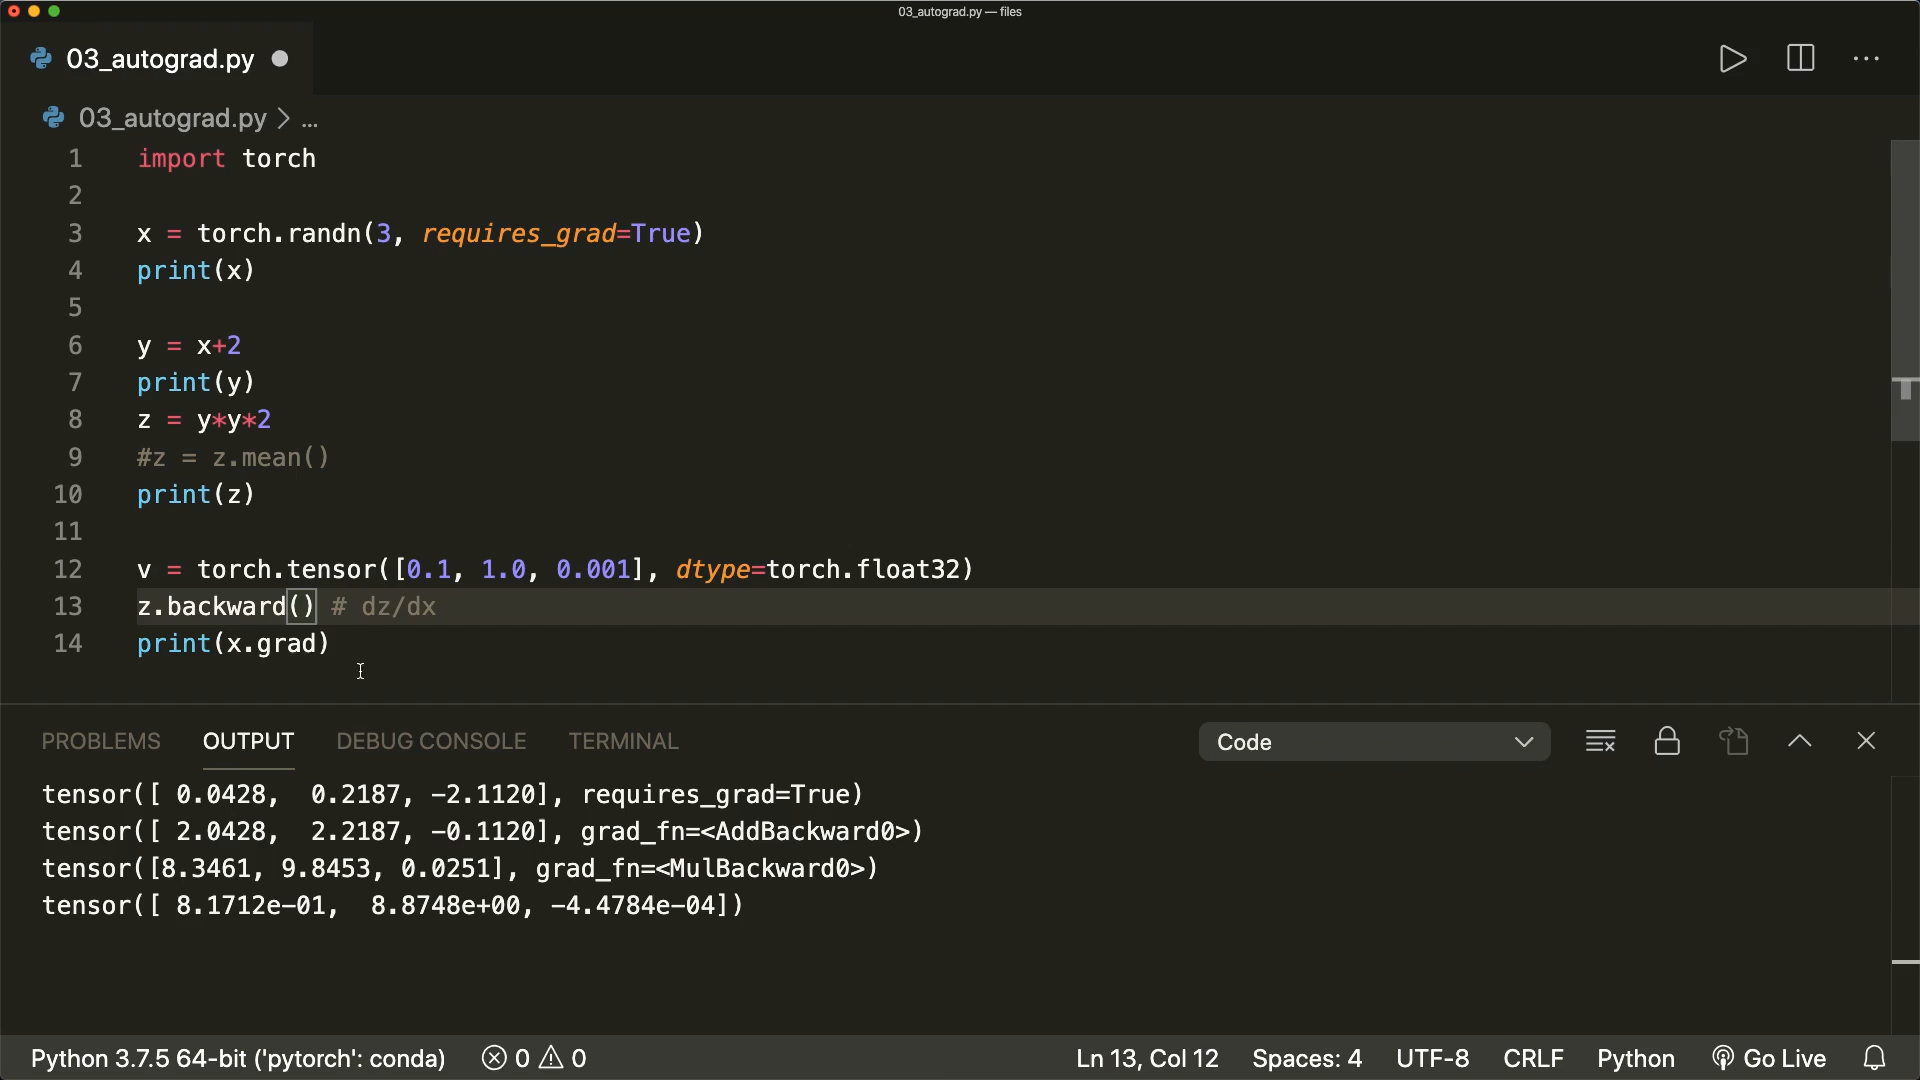 03_autograd.py — files
03_autograd.py
03_autograd.py > ...
1 import torch
2
3 x = torch.randn(3, requires_grad=True)
4 print(x)
5
6 y = x+2
7 print(y)
8 z = y*y*2
9 #z = z.mean()
10 print(z)
11
12 v = torch.tensor([0.1, 1.0, 0.001], dtype=torch.float32)
13 z.backward() # dz/dx
14 print(x.grad)
PROBLEMS OUTPUT DEBUG CONSOLE TERMINAL Code
tensor([ 0.0428,  0.2187, -2.1120], requires_grad=True)
tensor([ 2.0428,  2.2187, -0.1120], grad_fn=<AddBackward0>)
tensor([8.3461, 9.8453, 0.0251], grad_fn=<MulBackward0>)
tensor([ 8.1712e-01,  8.8748e+00, -4.4784e-04])
Python 3.7.5 64-bit ('pytorch': conda) 0 0 Ln 13, Col 12 Spaces: 4 UTF-8 CRLF Python Go Live